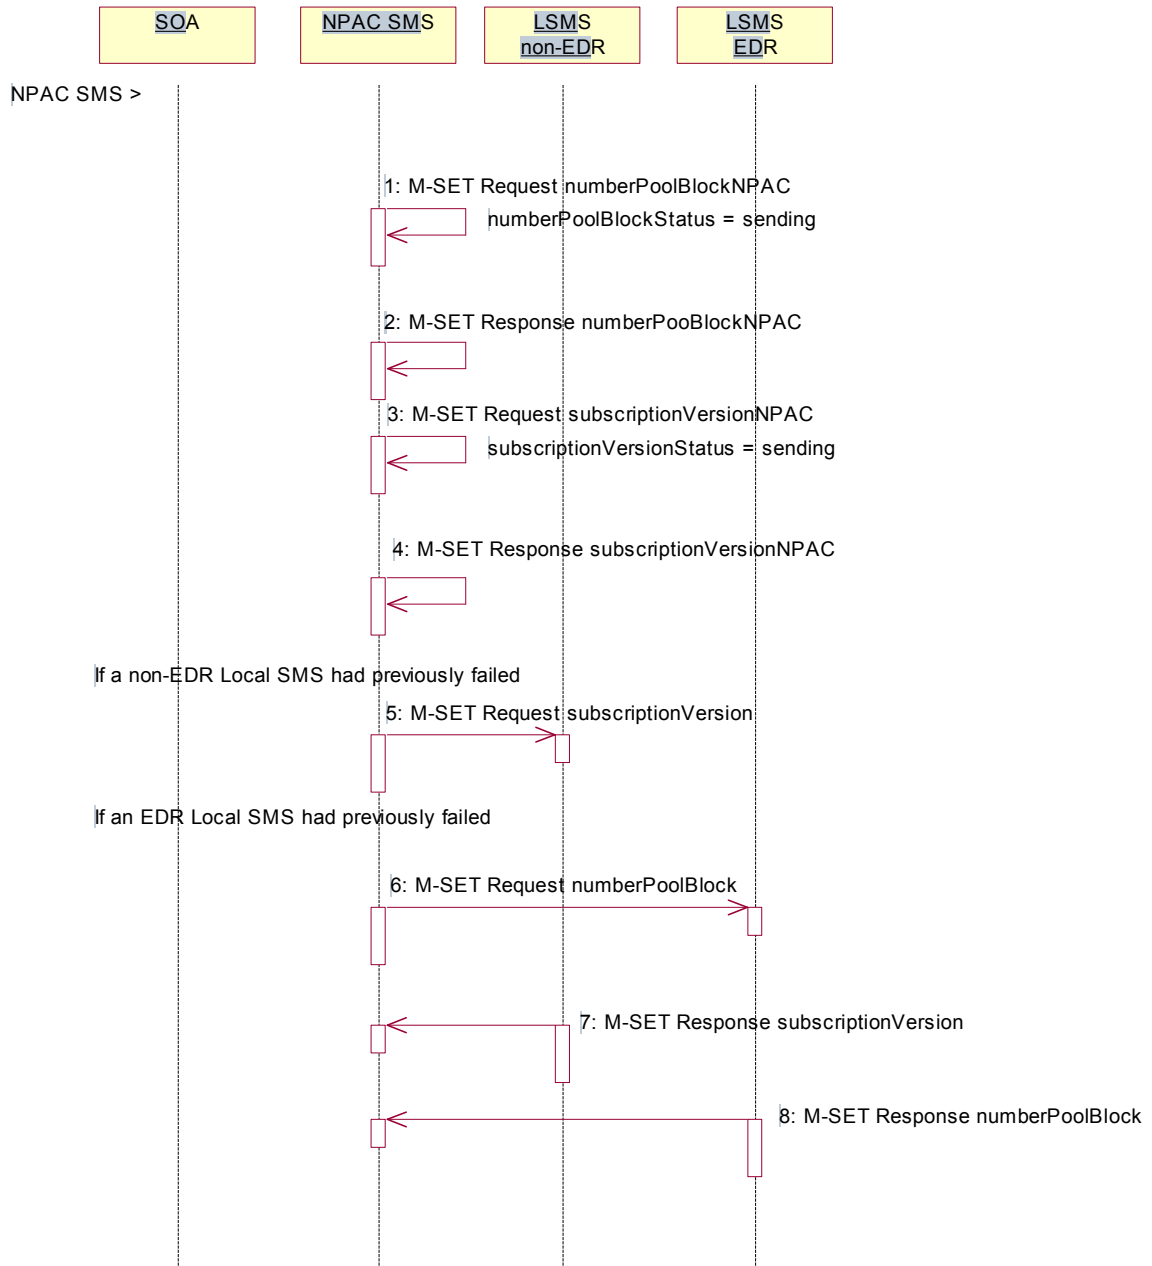 SOA
NPAC SMS
LSMS
non-EDR
LSMS
EDR
NPAC SMS >
1: M-SET Request numberPoolBlockNPAC
numberPoolBlockStatus = sending
2: M-SET Response numberPooBlockNPAC
3: M-SET Request subscriptionVersionNPAC
subscriptionVersionStatus = sending
4: M-SET Response subscriptionVersionNPAC
If a non-EDR Local SMS had previously failed
5: M-SET Request subscriptionVersion
If an EDR Local SMS had previously failed
6: M-SET Request numberPoolBlock
7: M-SET Response subscriptionVersion
8: M-SET Response numberPoolBlock